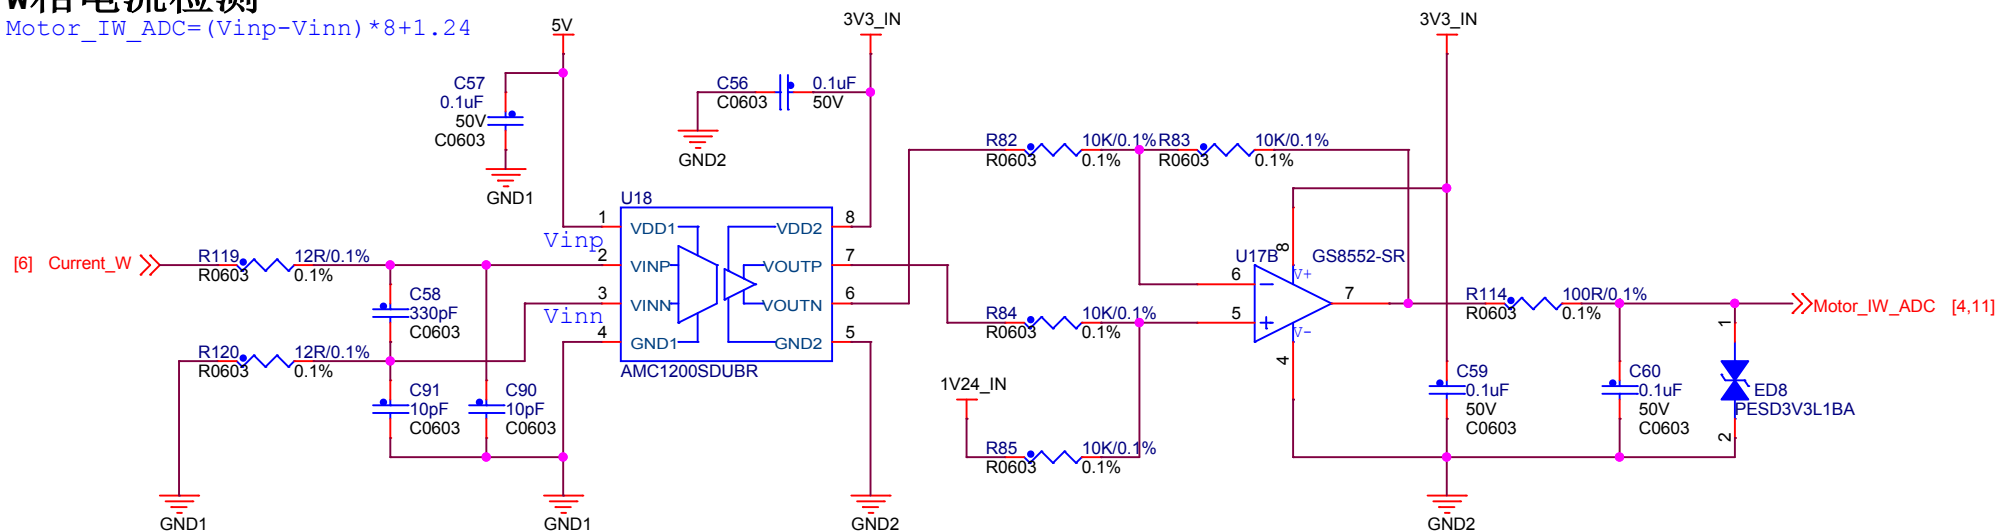 W相电流检测
Motor_IW_ADC=(Vinp-Vinn)*8+1.24
5V
3V3_IN
3V3_IN
C57
0.1uF
50V
C0603
GND1
C56
C0603
0.1uF
50V
GND2
R82
R0603
10K/0.1%
0.1%
R83
R0603
10K/0.1%
0.1%
U18
1
VDD1
2
VINP
3
VINN
4
GND1
VDD2
8
VOUTP
7
VOUTN
6
GND2
5
AMC1200SDUBR
Vinp
Vinn
[6] Current_W
R119
R0603
12R/0.1%
0.1%
C58
330pF
C0603
R120
R0603
12R/0.1%
0.1%
C91
10pF
C0603
C90
10pF
C0603
GND1
GND1
GND2
R84
R0603
10K/0.1%
0.1%
1V24_IN
R85
R0603
10K/0.1%
0.1%
U17B
GS8552-SR
8
V+
6
5
7
V-
4
R114
R0603
100R/0.1%
0.1%
Motor_IW_ADC [4,11]
C59
0.1uF
50V
C0603
C60
0.1uF
50V
C0603
1
ED8
PESD3V3L1BA
2
GND2